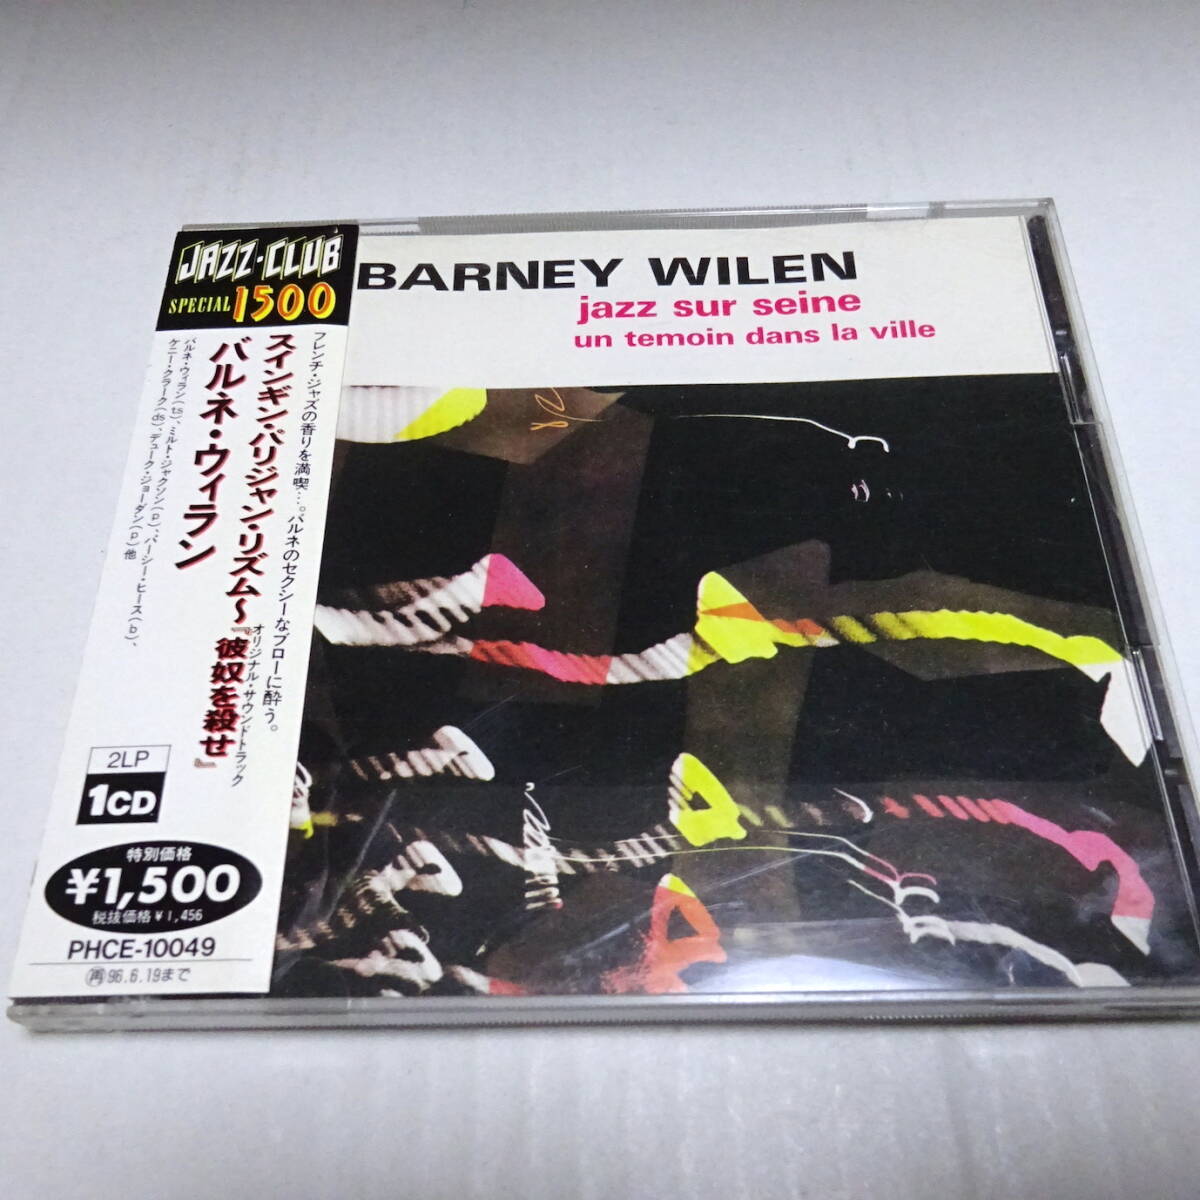 JAZZ・CLUB
SPECIAL 1500
フレンチ・ジャズの香りを満喫…。バルネのセクシーなブローに酔う。
スインギン・パリジャン・リズム〜『彼奴を殺せ』
オリジナル・サウンドトラック
バルネ・ウィラン
バルネ・ウィラン(ts)、ミルト・ジャクソン(p)、パーシー・ヒース(b)、
ケニー・クラーク(ds)、デューク・ジョーダン(p)他
2LP
1CD
特別価格
¥1,500
税抜価格¥1,456
PHCE-10049
再96.6.19まで
BARNEY WILEN
jazz sur seine
un temoin dans la ville